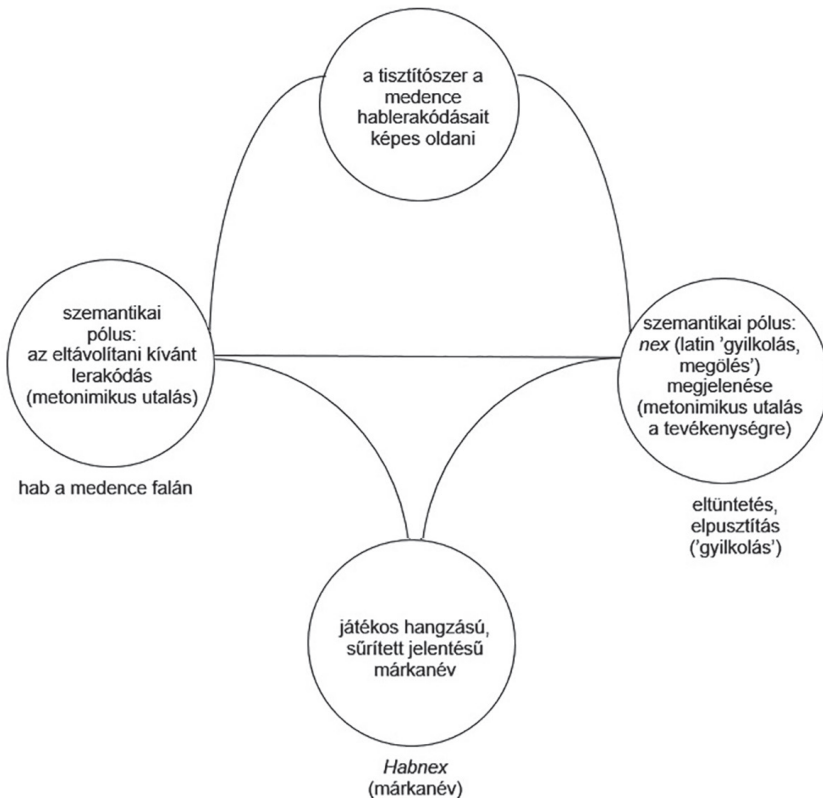 a tisztítószer a
medence
hablerakódásait
képes oldani
szemantikai
pólus:
az eltávolítani kívánt
lerakódás
(metonimikus utalás)
hab a medence falán
szemantikai pólus:
nex (latin ’gyilkolás,
megölés’)
megjelenése
(metonimikus utalás
a tevékenységre)
eltüntetés,
elpusztítás
(’gyilkolás’)
játékos hangzású,
sűrített jelentésű
márkanév
Habnex
(márkanév)